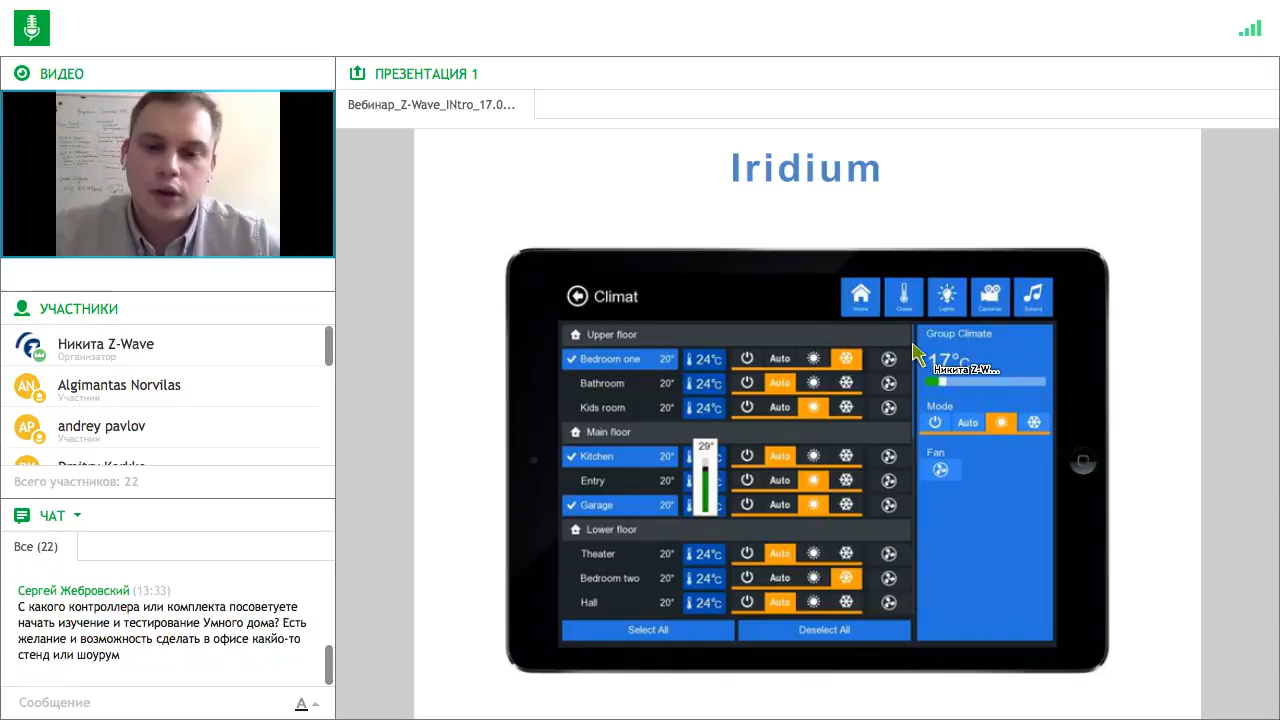 ВИДЕО
ПРЕЗЕНТАЦИЯ 1
Вебинар_Z-Wave_INtro_17.0...
Iridium
Climat
Home
Lights
Cameras
Sound
Upper floor
Bedroom one 20° 24°C Auto
Bathroom 20° 24°C Auto
Kids room 20° 24°C Auto
Main floor
29°
Kitchen 20° Auto
Entry 20° Auto
Garage 20° Auto
Lower floor
Theater 20° 24°C Auto
Bedroom two 20° 24°C Auto
Hall 20° 24°C Auto
Select All
Deselect All
Group Climate
17°C
Никита Z-W...
Mode
Auto
Fan
УЧАСТНИКИ
Никита Z-Wave
Организатор
AN
Algimantas Norvilas
Участник
AP
andrey pavlov
Участник
Всего участников: 22
ЧАТ
Все (22)
Сергей Жебровский (13:33)
С какого контроллера или комплекта посоветуете
начать изучение и тестирование Умного дома? Есть
желание и возможность сделать в офисе какйо-то
стенд или шоурум
Сообщение
A